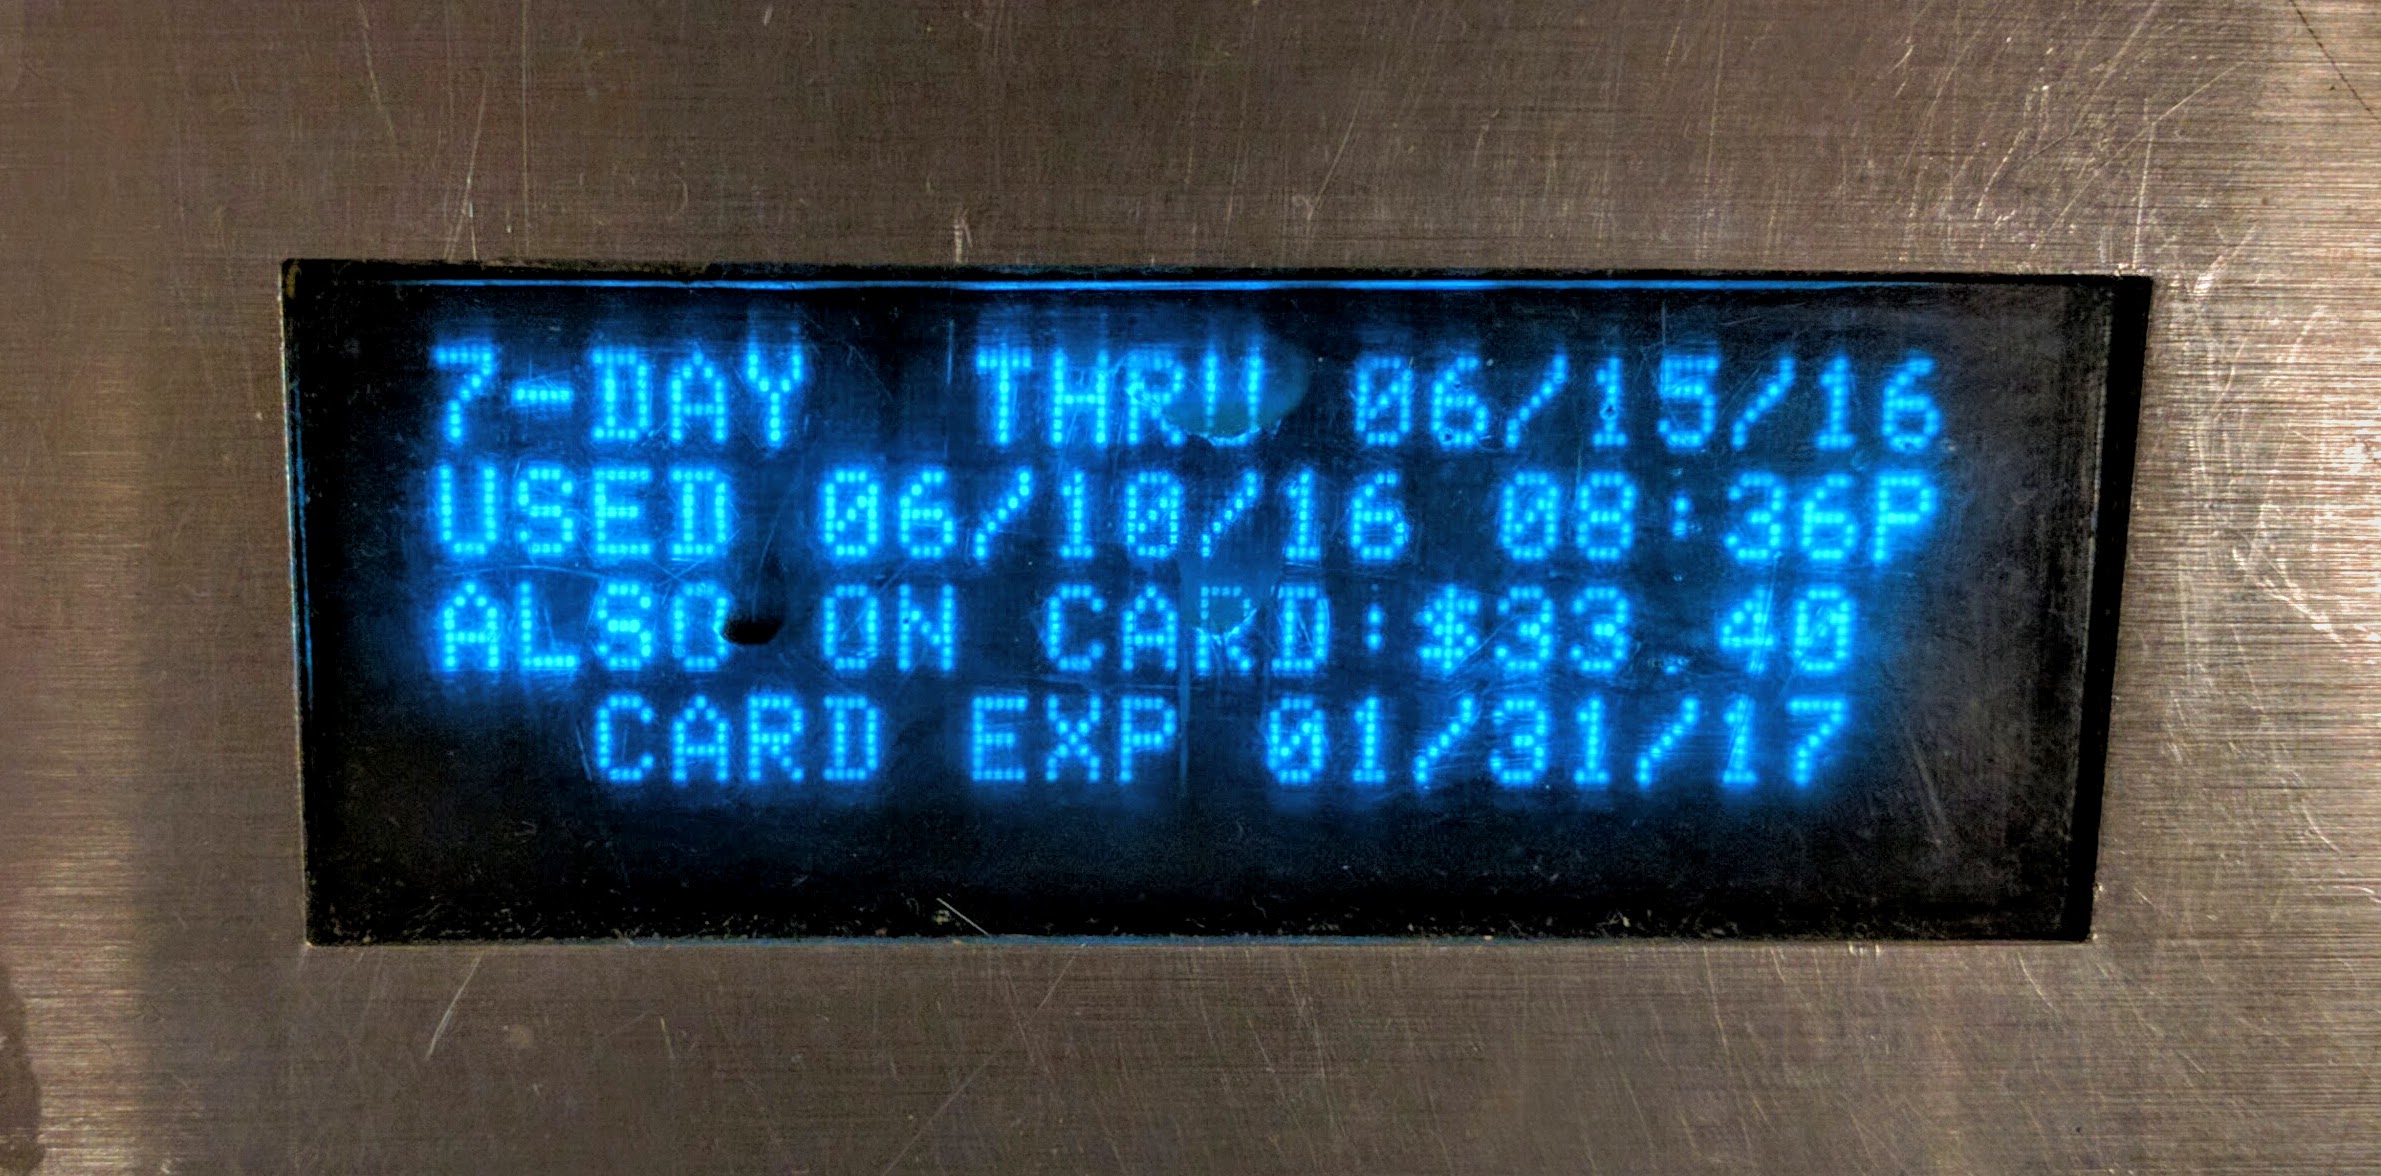 7-DAY THRU 06/15/16
USED 06/10/16 08:36P
ALSO ON CARD:$33.40
CARD EXP 01/31/17